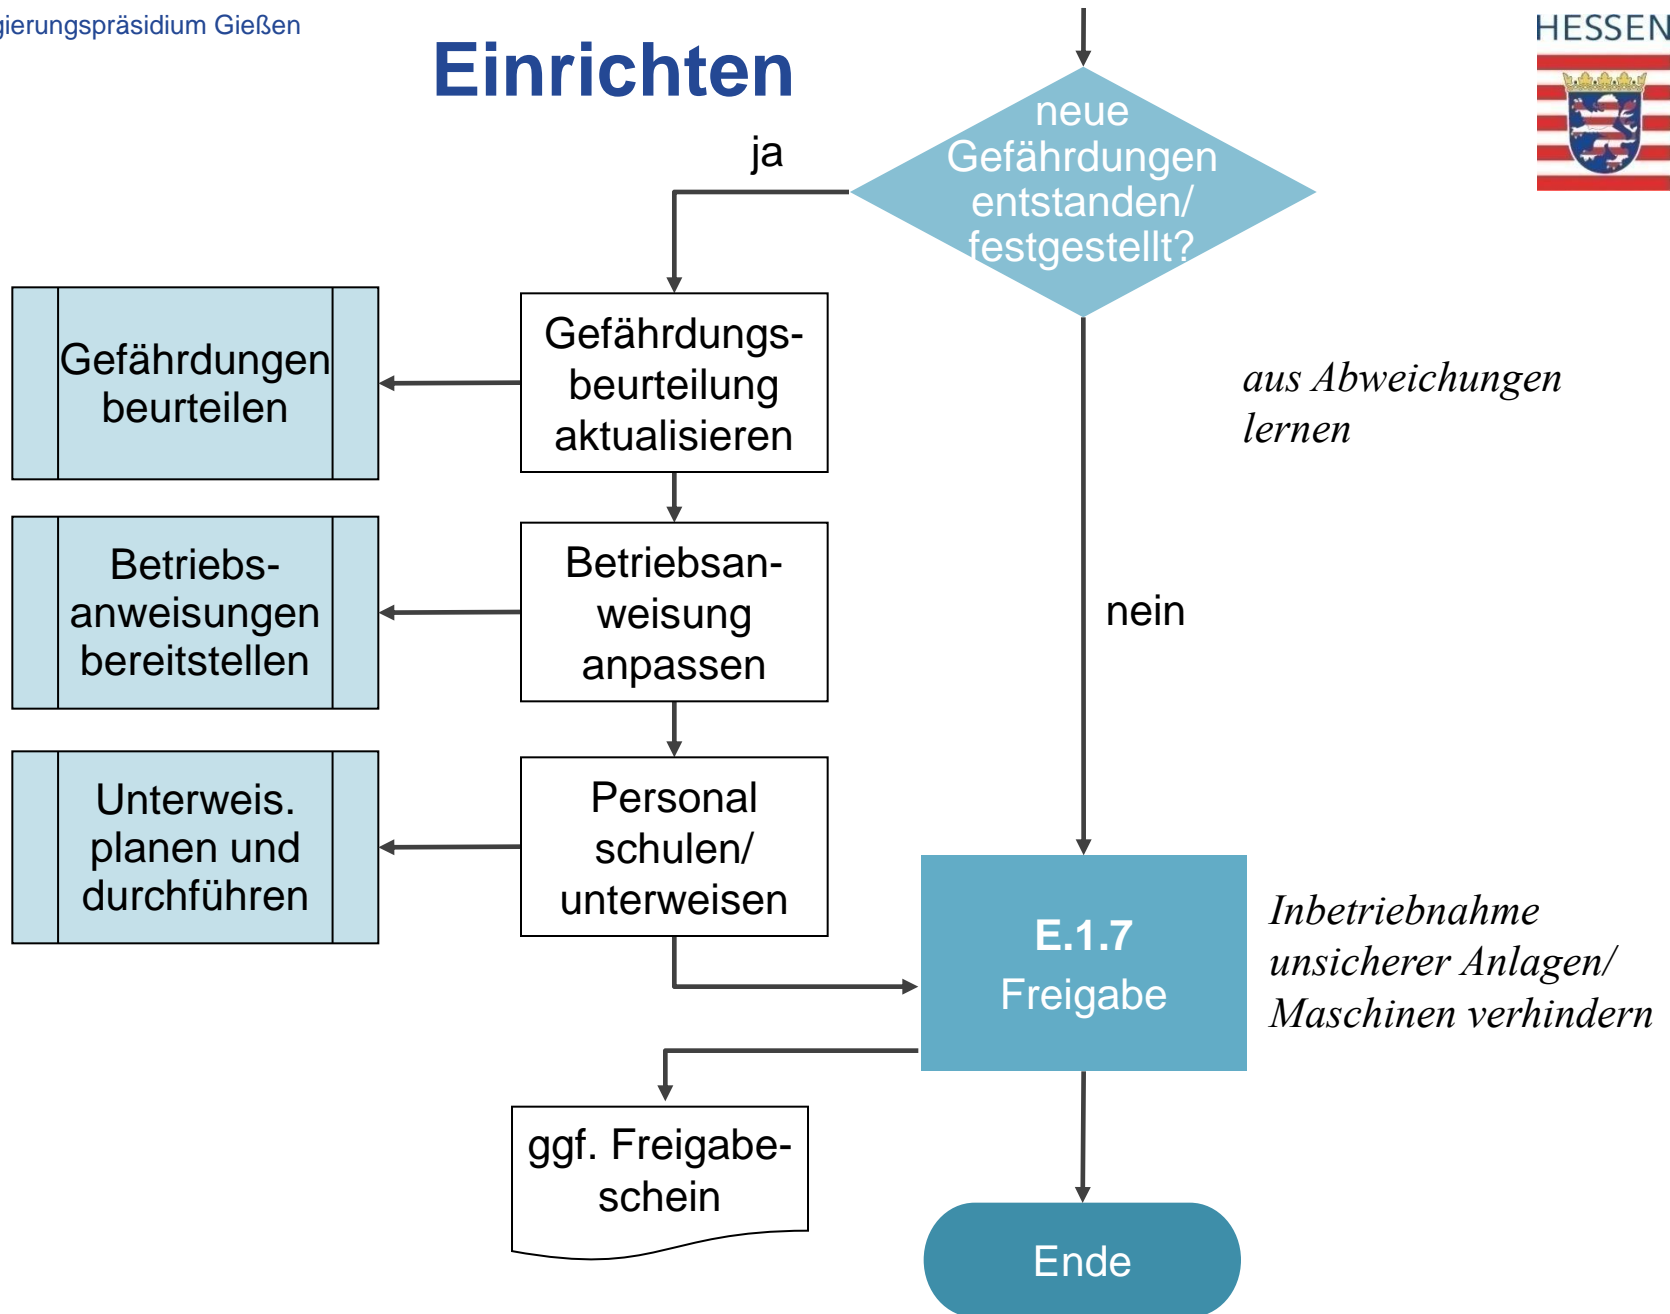 gierungspräsidium Gießen
HESSEN
Einrichten
neue
Gefährdungen
entstanden/
festgestellt?
ja
Gefährdungs-
beurteilung
aktualisieren
Gefährdungen
beurteilen
aus Abweichungen
lernen
Betriebsan-
weisung
anpassen
Betriebs-
anweisungen
bereitstellen
nein
Personal
schulen/
unterweisen
Unterweis.
planen und
durchführen
E.1.7
Freigabe
Inbetriebnahme
unsicherer Anlagen/
Maschinen verhindern
ggf. Freigabe-
schein
Ende